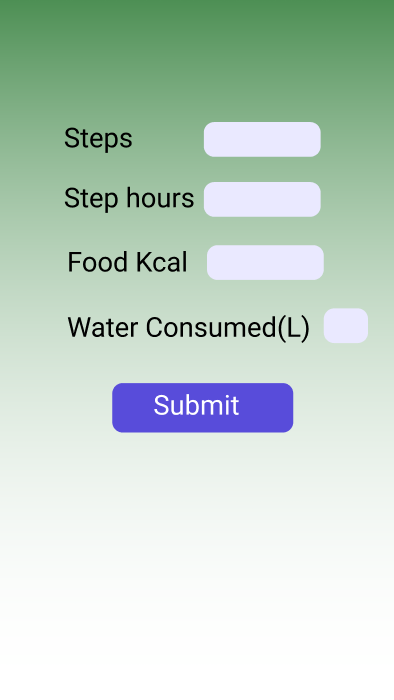 Steps
Step hours
Food Kcal
Water Consumed(L)
Submit